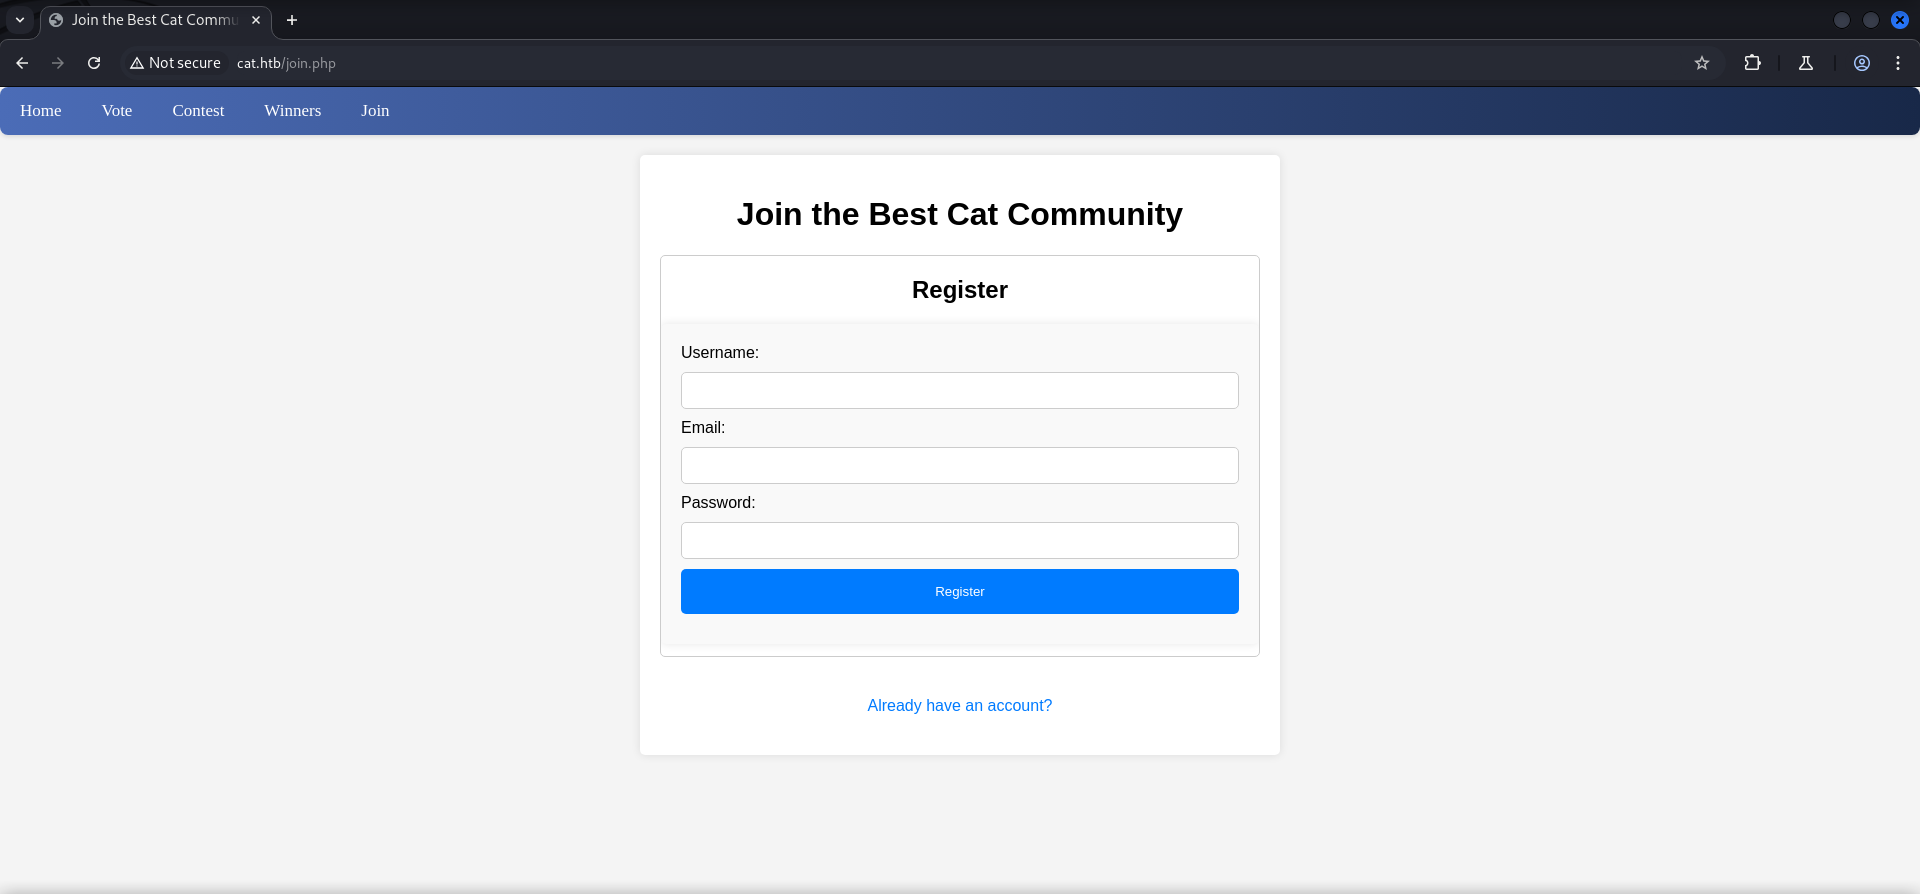 Join the Best Cat Commu
Not secure cat.htb/join.php
Home Vote Contest Winners Join
Join the Best Cat Community
Register
Username:
Email:
Password:
Register
Already have an account?